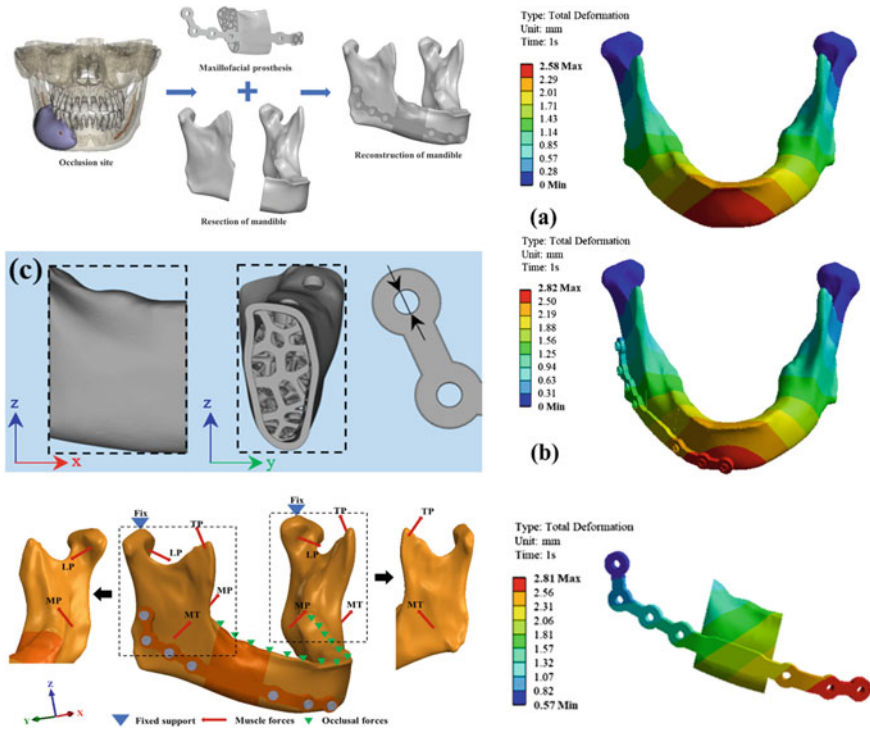 Maxillofacial prosthesis
Occlusion site
Resection of mandible
Reconstruction of mandible
Type: Total Deformation
Unit: mm
Time: 1s
2.58 Max
2.29
2.01
1.71
1.43
1.14
0.85
0.57
0.28
0 Min
(a)
Type: Total Deformation
Unit: mm
2.82 Max
2.50
2.19
1.88
1.56
1.25
0.94
0.63
0.31
0 Min
(b)
(c)
z
x
z
y
Fix
TP
LP
MP
MT
Fix
TP
LP
MP
MT
LP
MP
TP
MT
Z
Y
X
Fixed support
Muscle forces
Occlusal forces
Type: Total Deformation
Unit: mm
Time: 1s
2.81 Max
2.56
2.31
2.06
1.81
1.57
1.32
1.07
0.82
0.57 Min